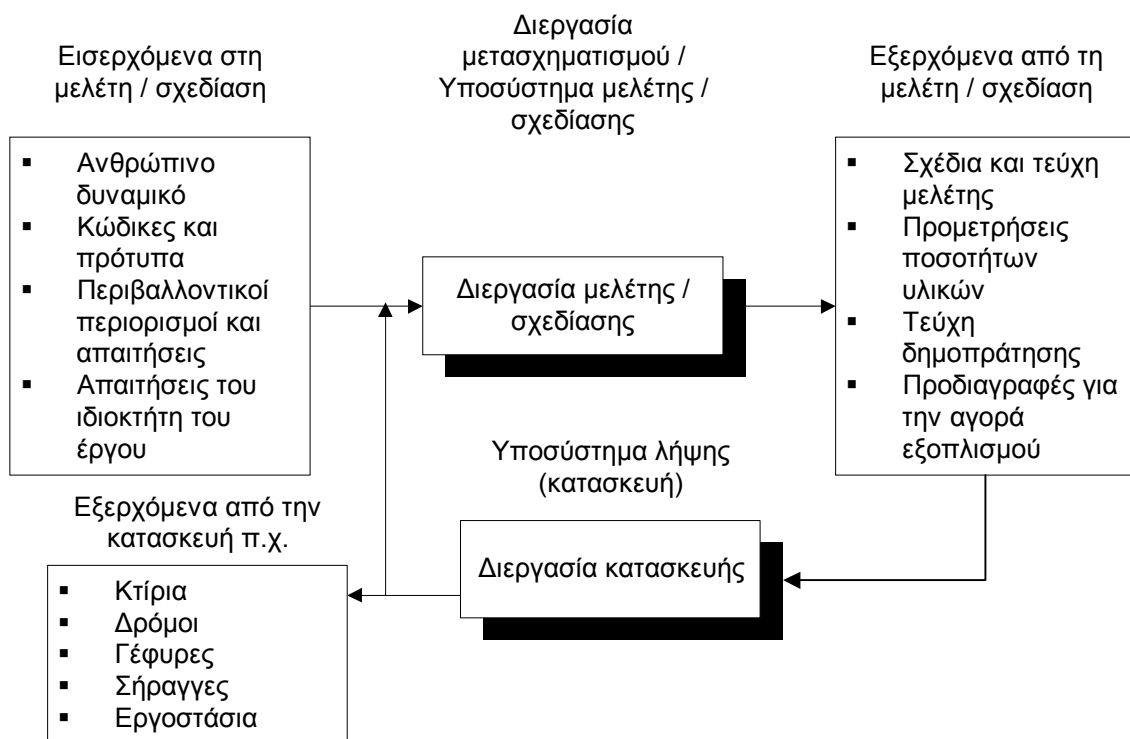 Εισερχόμενα στη
μελέτη / σχεδίαση
Διεργασία
μετασχηματισμού /
Υποσύστημα μελέτης /
σχεδίασης
Εξερχόμενα από τη
μελέτη / σχεδίαση
▪ Ανθρώπινο
δυναμικό
▪ Κώδικες και
πρότυπα
▪ Περιβαλλοντικοί
περιορισμοί και
απαιτήσεις
▪ Απαιτήσεις του
ιδιοκτήτη του
έργου
Διεργασία μελέτης /
σχεδίασης
▪ Σχέδια και τεύχη
μελέτης
▪ Προμετρήσεις
ποσοτήτων
υλικών
▪ Τεύχη
δημοπράτησης
▪ Προδιαγραφές για
την αγορά
εξοπλισμού
Υποσύστημα λήψης
(κατασκευή)
Διεργασία κατασκευής
Εξερχόμενα από την
κατασκευή π.χ.
▪ Κτίρια
▪ Δρόμοι
▪ Γέφυρες
▪ Σήραγγες
▪ Εργοστάσια